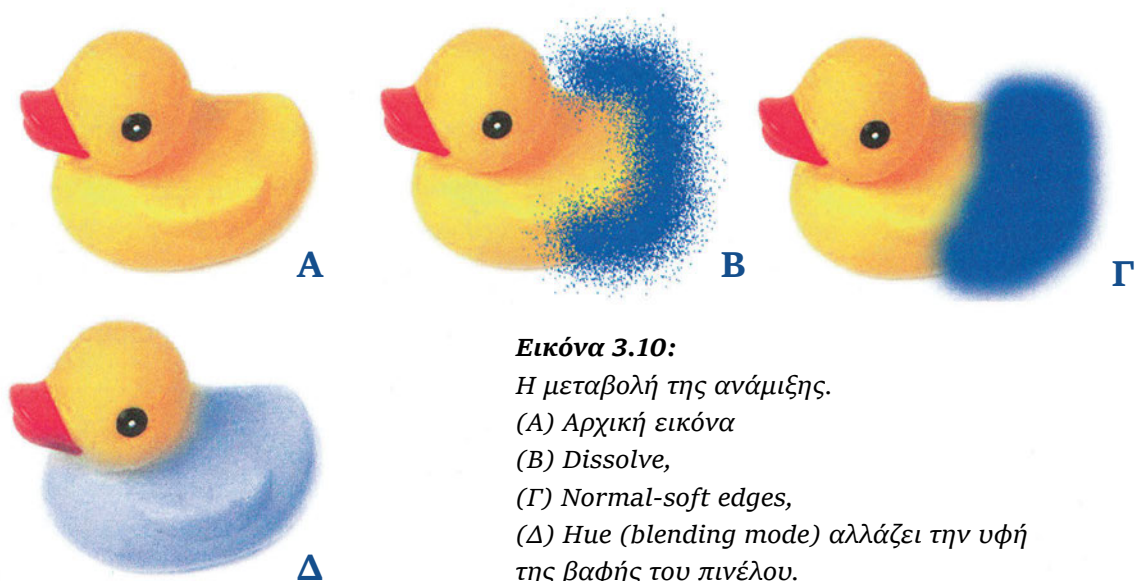 Α
Β
Γ
Δ
Εικόνα 3.10:
Η μεταβολή της ανάμιξης.
(Α) Αρχική εικόνα
(Β) Dissolve,
(Γ) Normal-soft edges,
(Δ) Hue (blending mode) αλλάζει την υφή
της βαφής του πινέλου.